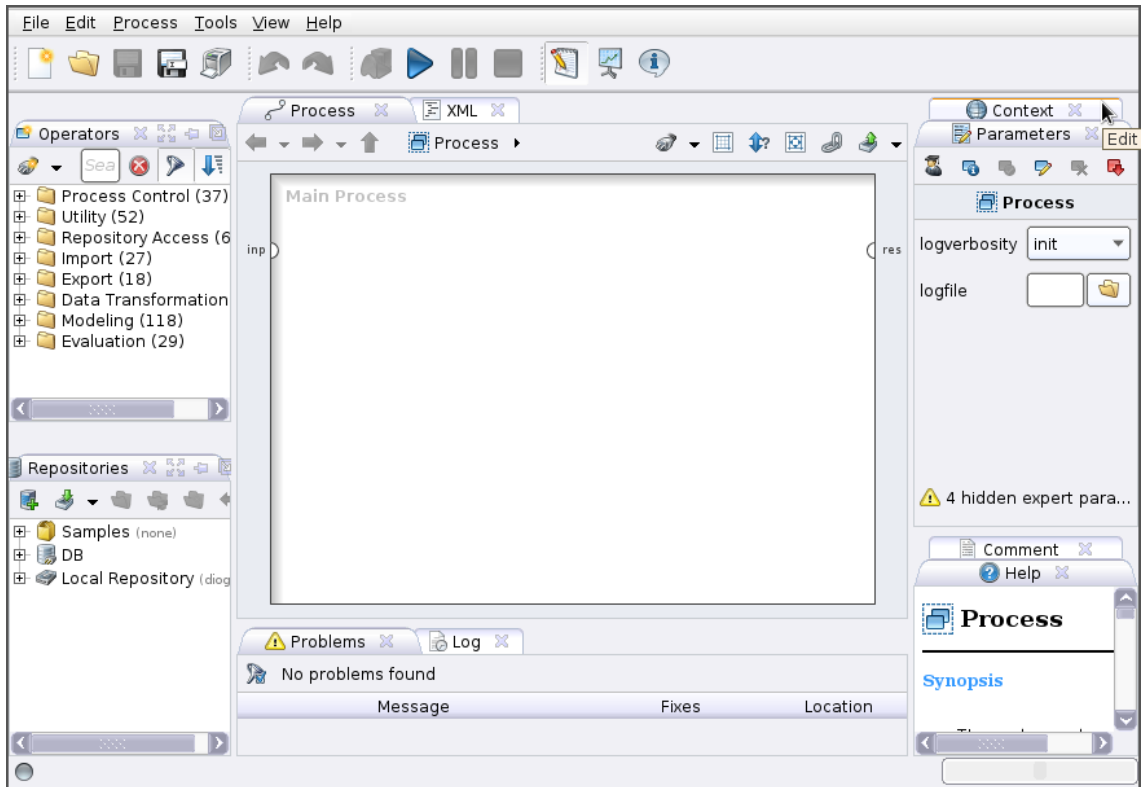 File Edit Process Tools View Help
Process
XML
Context
Operators
Process
Parameters
Edit
Sea
Process Control (37)
Utility (52)
Repository Access (6
Import (27)
Export (18)
Data Transformation
Modeling (118)
Evaluation (29)
Main Process
inp
res
Process
logverbosity init
logfile
4 hidden expert para...
Repositories
Samples (none)
DB
Local Repository (diog
Comment
Help
Process
Synopsis
Problems
Log
No problems found
Message Fixes Location